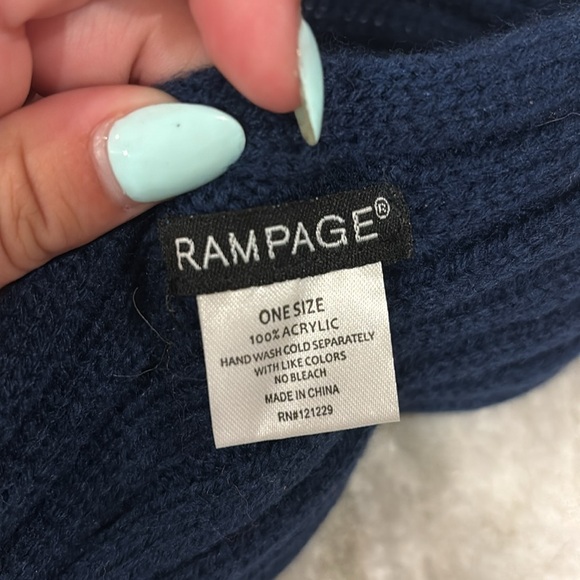 RAMPAGE®
ONE SIZE
100% ACRYLIC
HAND WASH COLD SEPARATELY
WITH LIKE COLORS
NO BLEACH
MADE IN CHINA
RN#121229